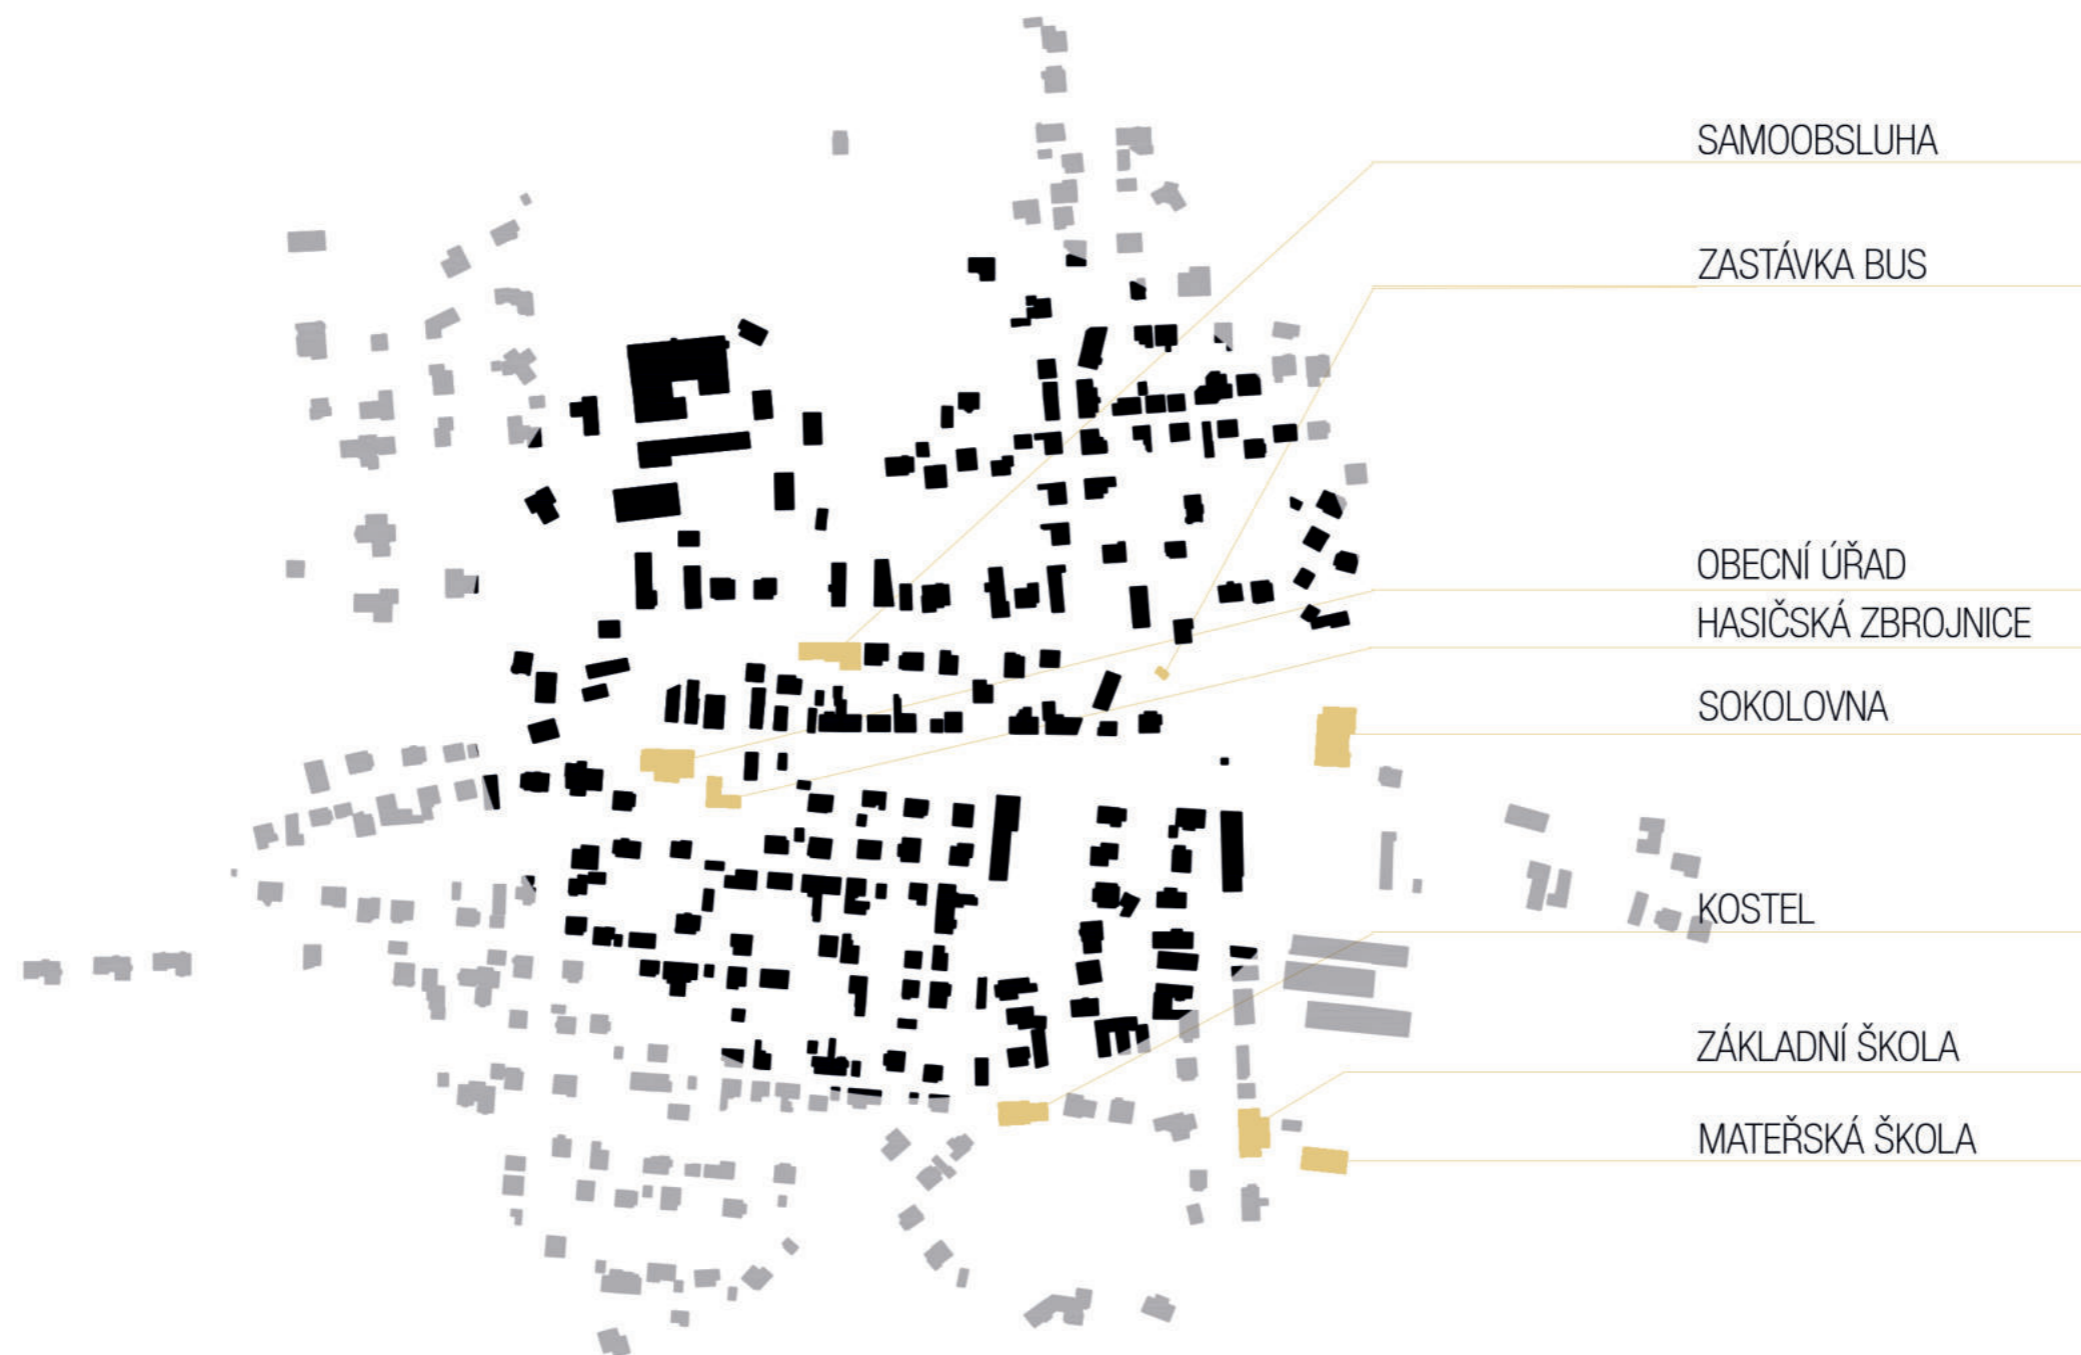 SAMOOBSLUHA
ZASTÁVKA BUS
OBECNÍ ÚŘAD
HASIČSKÁ ZBROJNICE
SOKOLOVNA
KOSTEL
ZÁKLADNÍ ŠKOLA
MATEŘSKÁ ŠKOLA